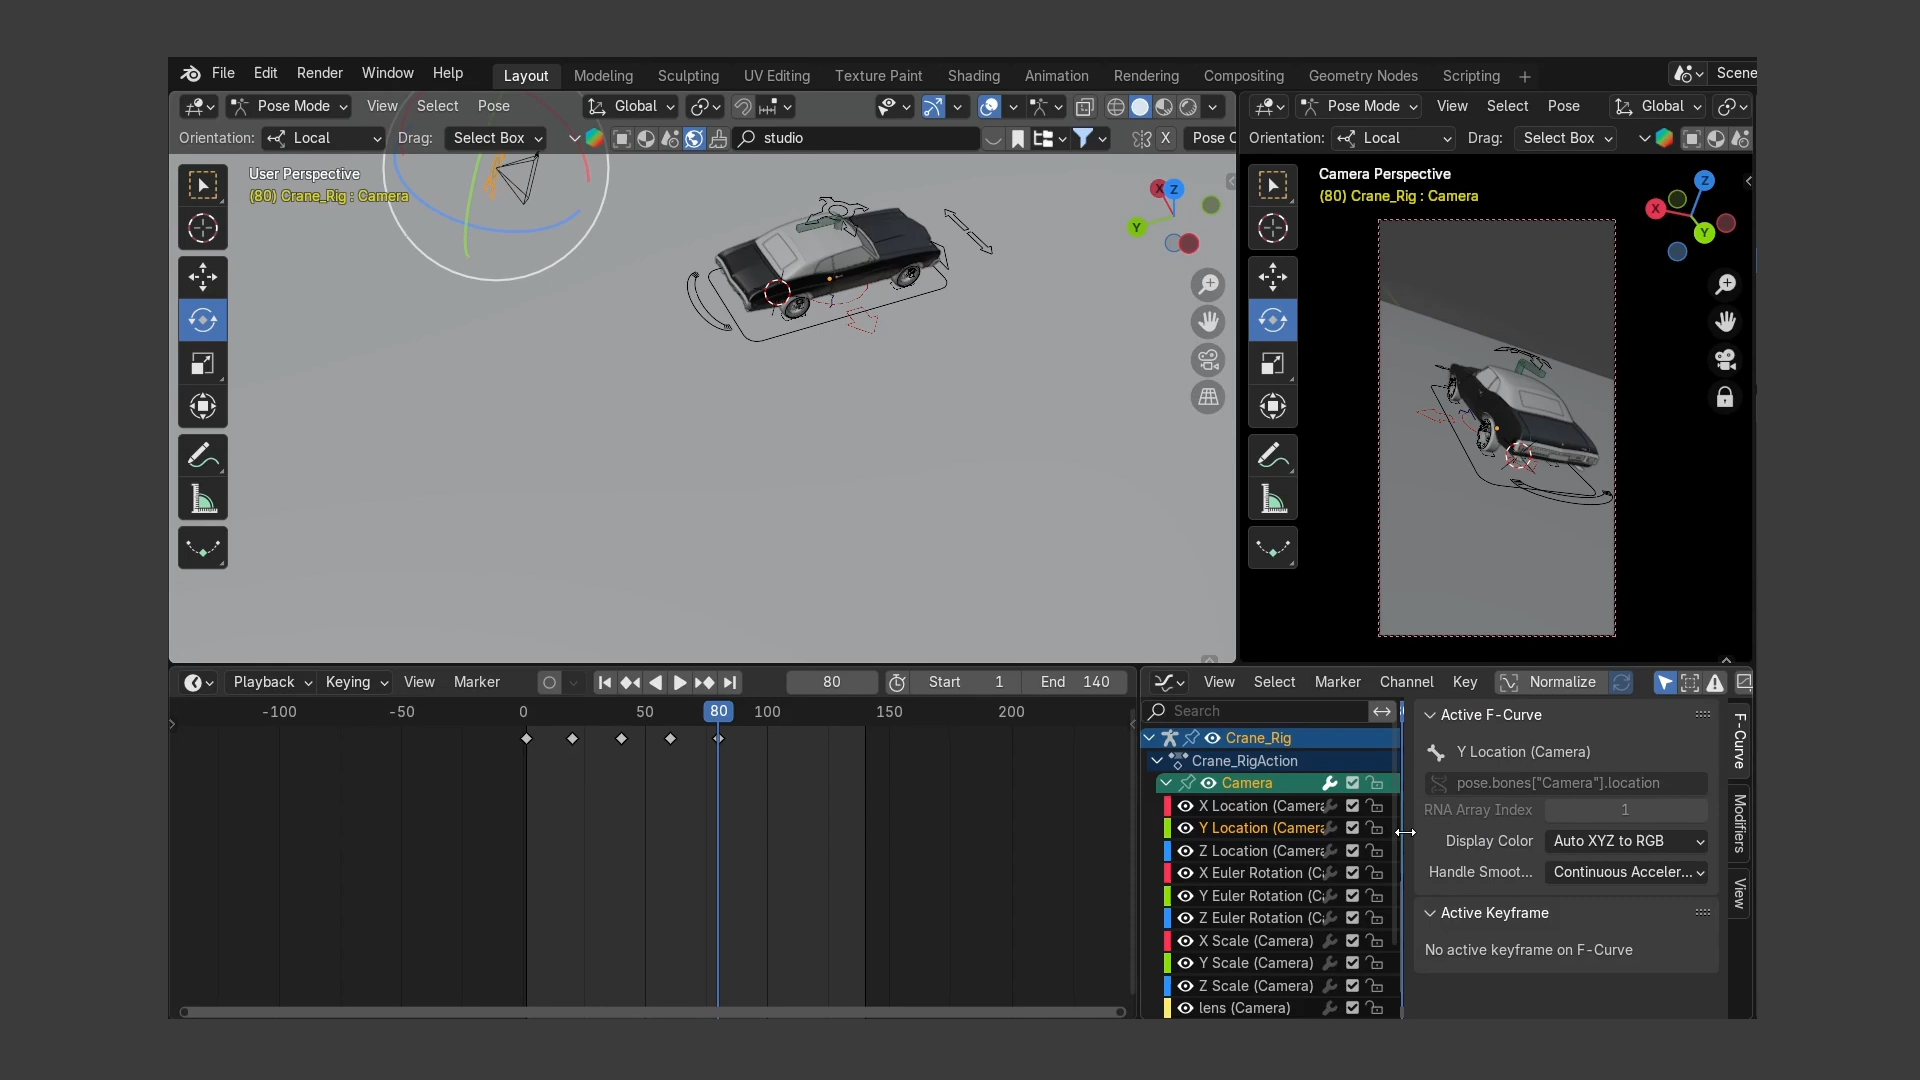 File Edit Render Window Help Layout Modeling Sculpting UV Editing Texture Paint Shading Animation Rendering Compositing Geometry Nodes Scripting + Scene
Pose Mode View Select Pose Global
Pose Mode View Select Pose Global
Orientation: Local Drag: Select Box studio X Pose
Orientation: Local Drag: Select Box
User Perspective
(80) Crane_Rig : Camera
X Z Y
Camera Perspective
(80) Crane_Rig : Camera
Z X Y
Playback Keying View Marker 80 Start 1 End 140
-100 -50 0 50 80 100 150 200
View Select Marker Channel Key Normalize
Search
Crane_Rig
Crane_RigAction
Camera
X Location (Camera
Y Location (Camera
Z Location (Camera
X Euler Rotation (C
Y Euler Rotation (C
Z Euler Rotation (C
X Scale (Camera)
Y Scale (Camera)
Z Scale (Camera)
lens (Camera)
Active F-Curve
Y Location (Camera)
pose.bones["Camera"].location
RNA Array Index 1
Display Color Auto XYZ to RGB
Handle Smoot... Continuous Acceler...
Active Keyframe
No active keyframe on F-Curve
F-Curve
Modifiers
View